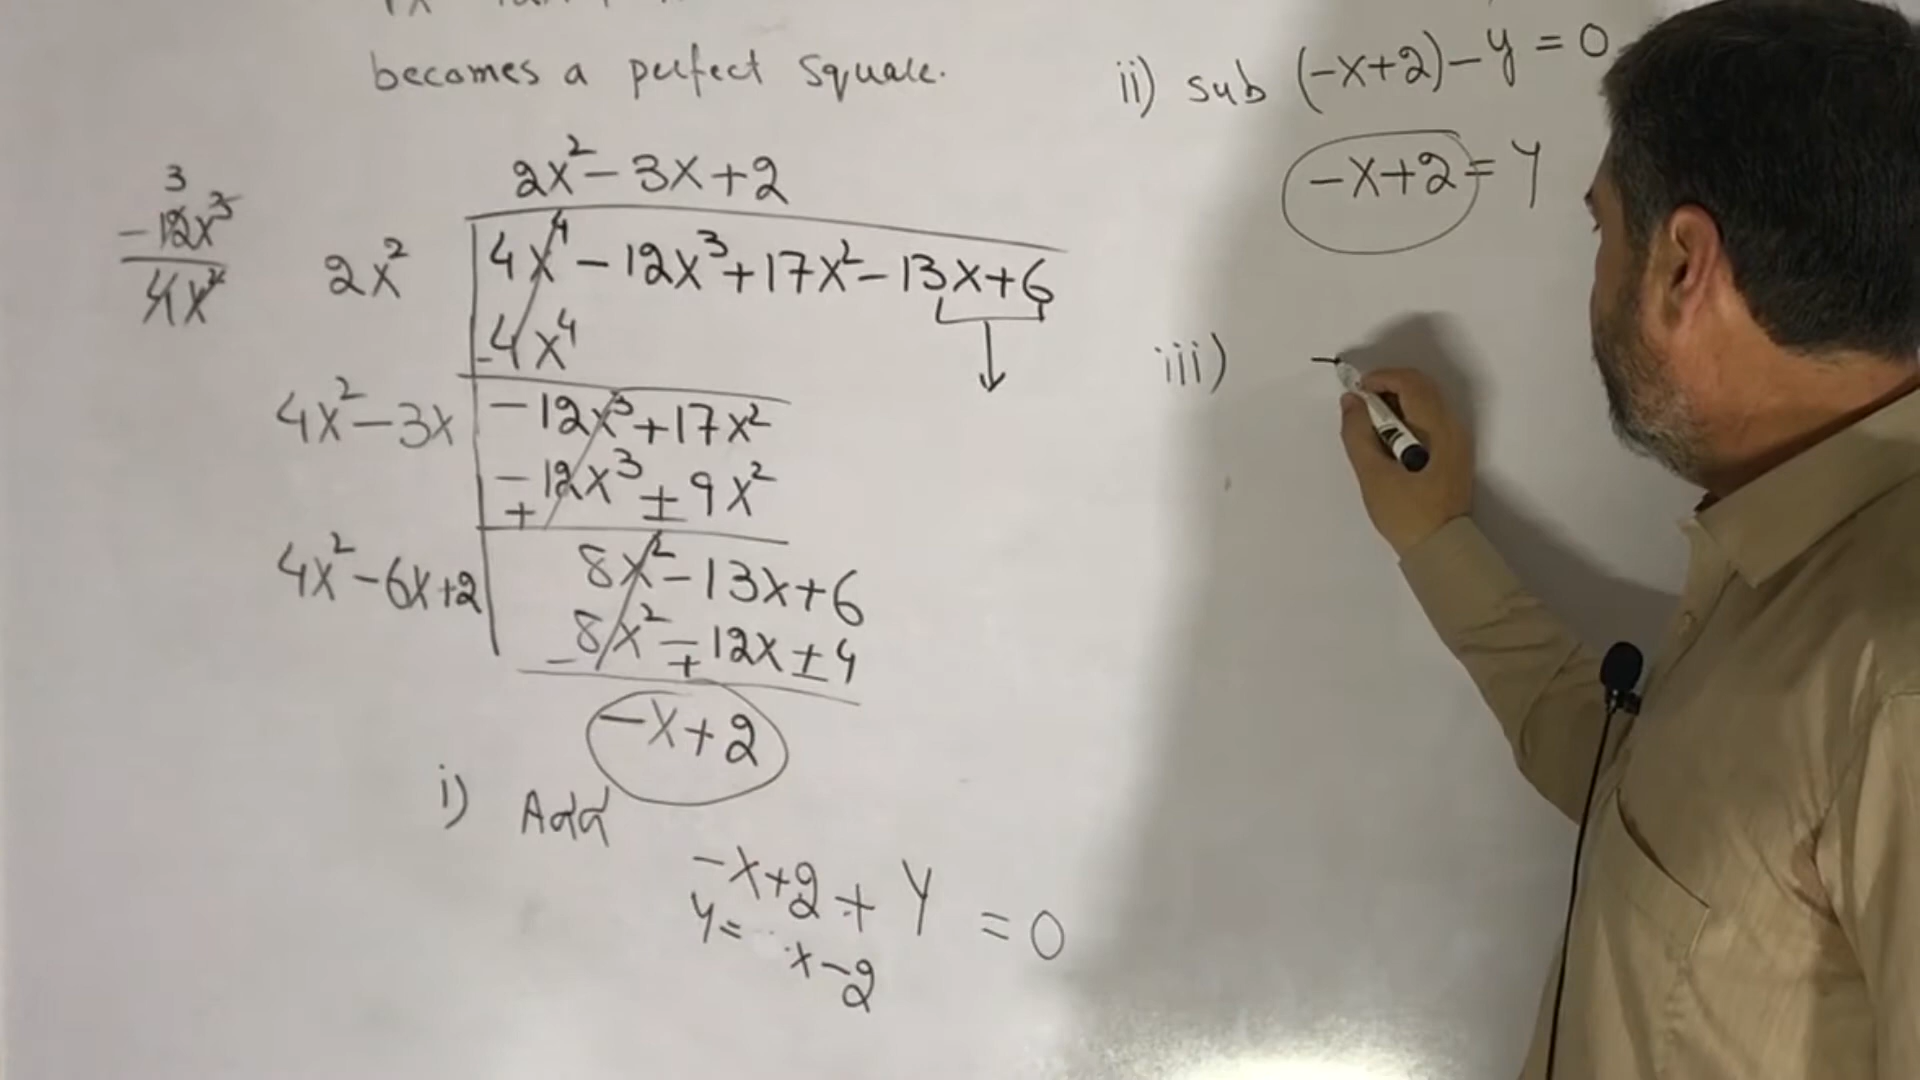 becomes a perfect square.
2x² - 3x + 2
3
-12x³
4x²
2x²
4x⁴ - 12x³ + 17x² - 13x + 6
-4x⁴
4x² - 3x
- 12x³ + 17x²
- 12x³ ± 9x²
+
4x² - 6x + 2
8x² - 13x + 6
-8x² ∓ 12x ± 4
-x + 2
i) Add
-x + 2 + y = 0
y = x - 2
ii) sub (-x+2) - y = 0
-x + 2 = y
iii) -